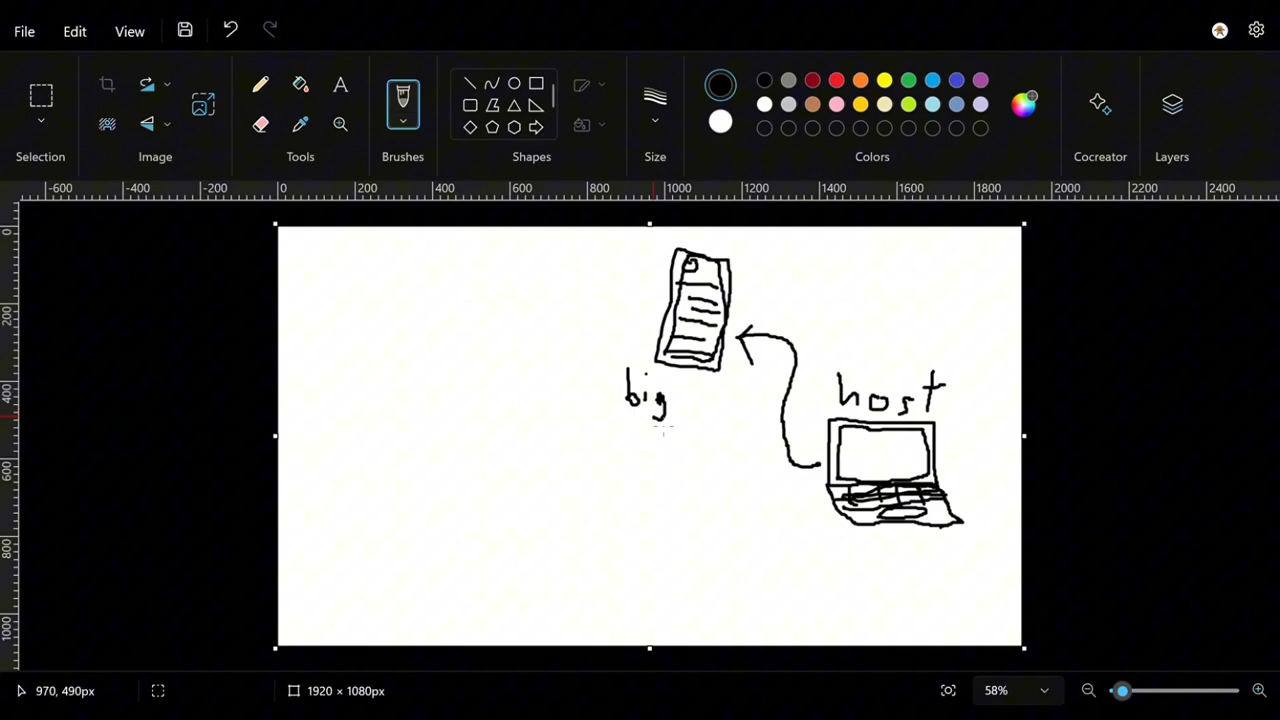 File Edit View
Selection Image Tools Brushes Shapes Size Colors Cocreator Layers
-600 -400 -200 0 200 400 600 800 1000 1200 1400 1600 1800 2000 2200 2400
0
200
400
600
800
1000
big
host
970, 490px 1920 × 1080px 58%